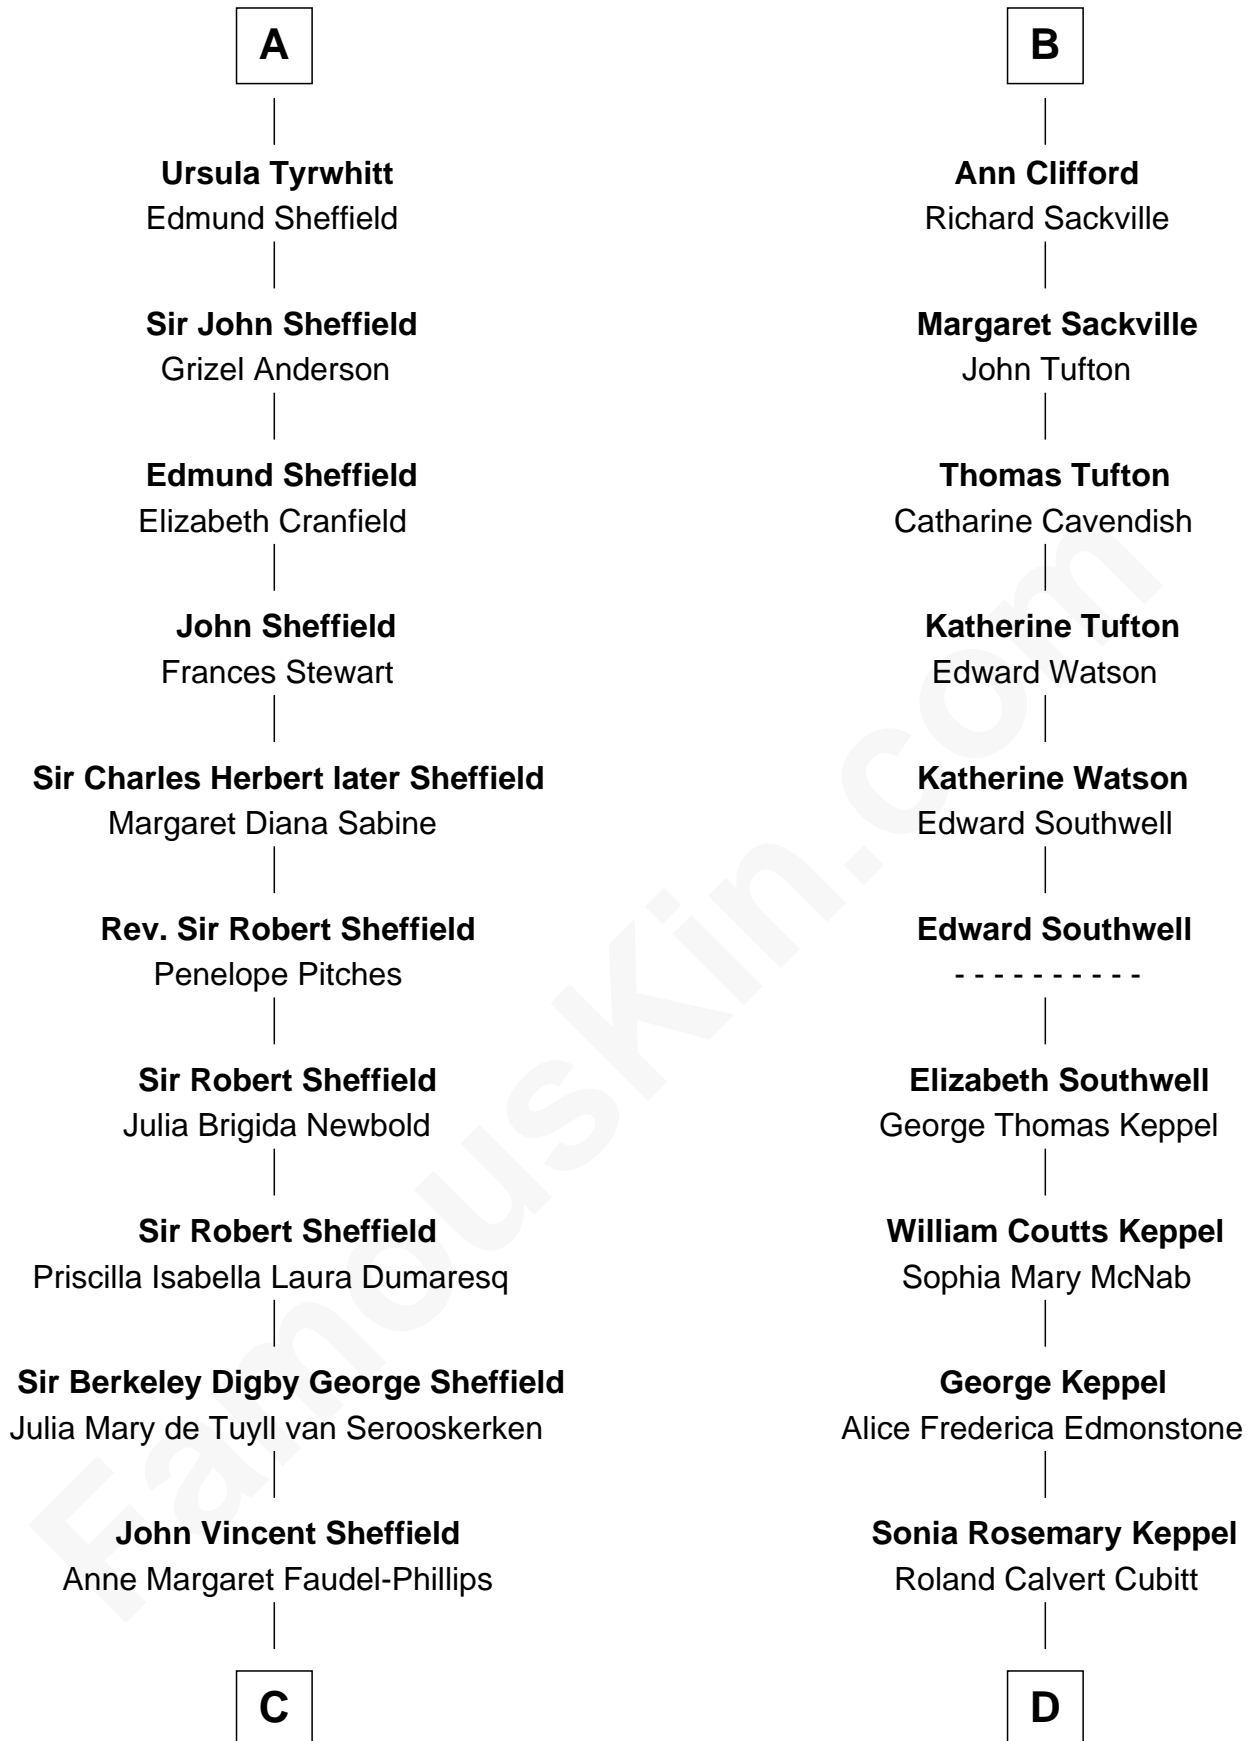 A
Ursula Tyrwhitt
Edmund Sheffield
Sir John Sheffield
Grizel Anderson
Edmund Sheffield
Elizabeth Cranfield
John Sheffield
Frances Stewart
Sir Charles Herbert later Sheffield
Margaret Diana Sabine
Rev. Sir Robert Sheffield
Penelope Pitches
Sir Robert Sheffield
Julia Brigida Newbold
Sir Robert Sheffield
Priscilla Isabella Laura Dumaresq
Sir Berkeley Digby George Sheffield
Julia Mary de Tuyll van Serooskerken
John Vincent Sheffield
Anne Margaret Faudel-Phillips
C
B
Ann Clifford
Richard Sackville
Margaret Sackville
John Tufton
Thomas Tufton
Catharine Cavendish
Katherine Tufton
Edward Watson
Katherine Watson
Edward Southwell
Edward Southwell
- - - - - - - - - -
Elizabeth Southwell
George Thomas Keppel
William Coutts Keppel
Sophia Mary McNab
George Keppel
Alice Frederica Edmonstone
Sonia Rosemary Keppel
Roland Calvert Cubitt
D
FamousKin.com